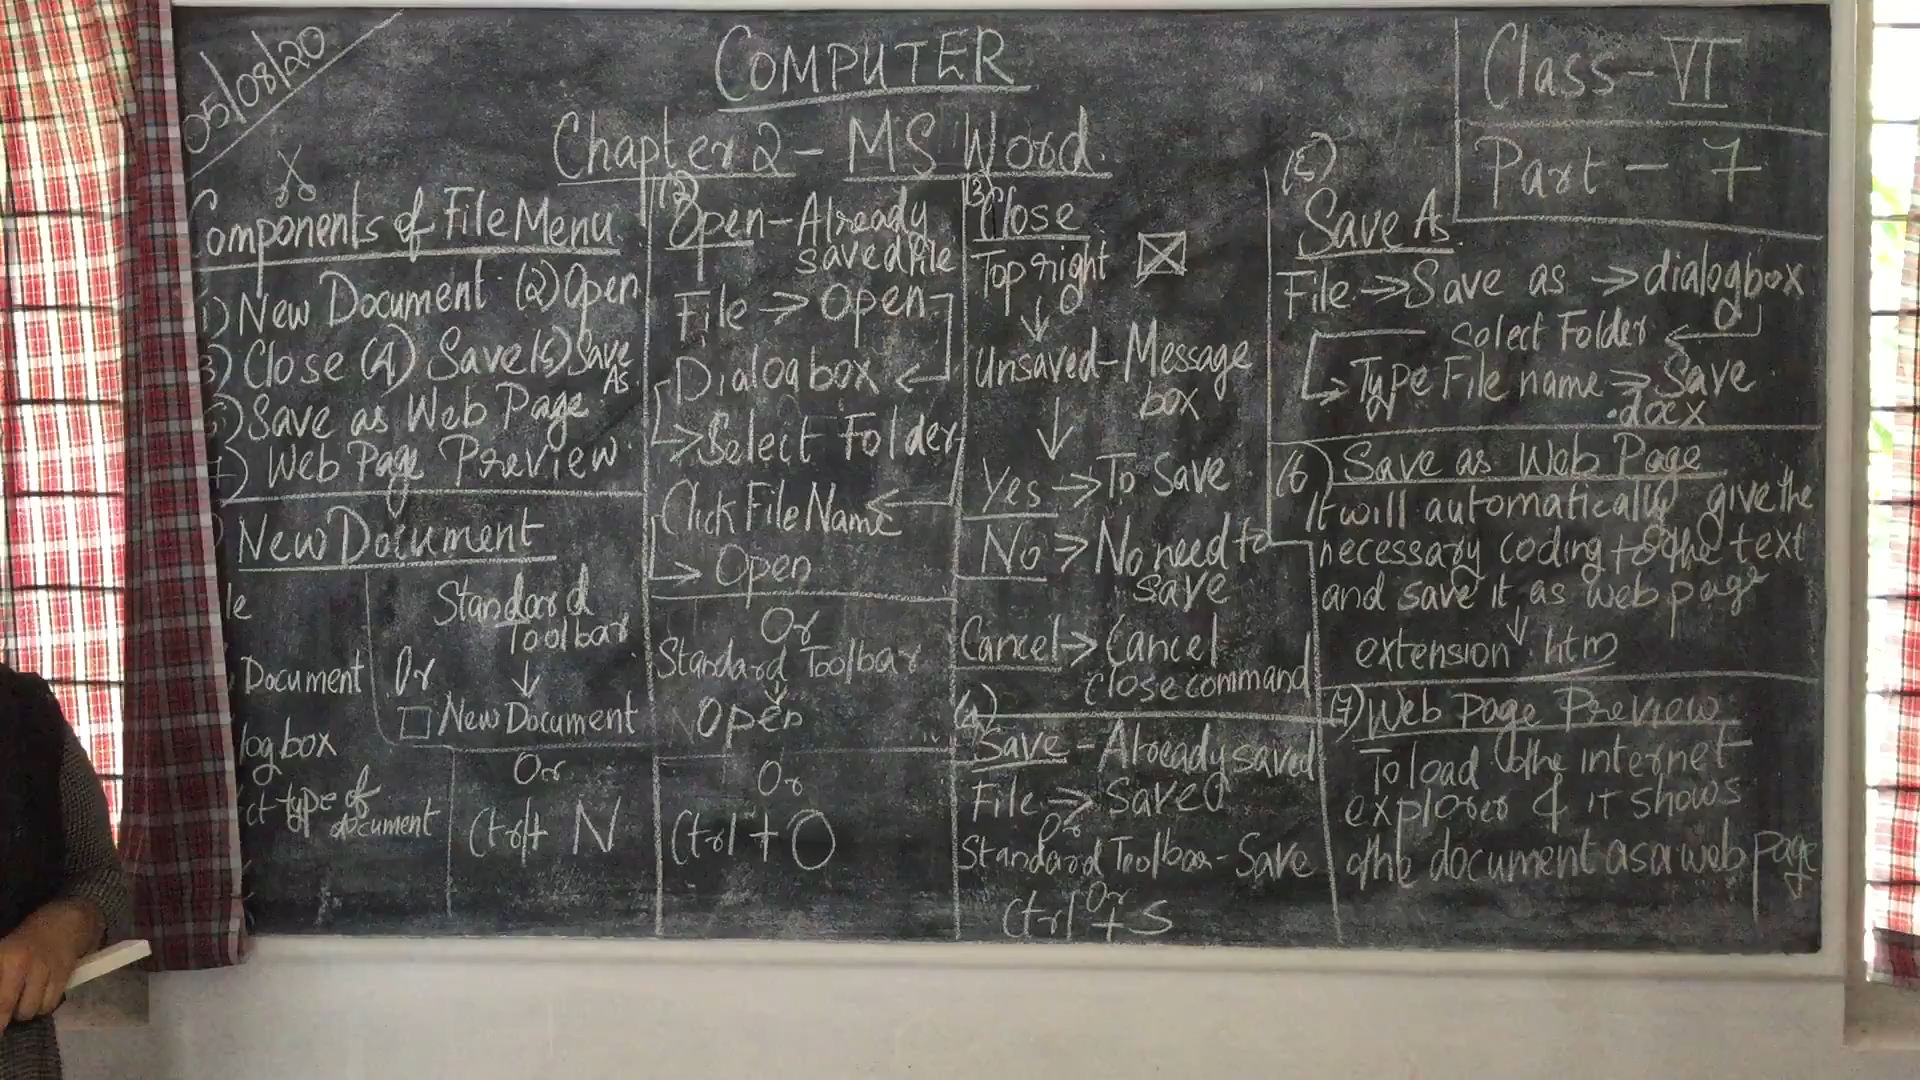 05/08/20
COMPUTER
Chapter 2 - MS Word
Class - VI
Part - 7
Components of File Menu
1) New Document (2) Open
3) Close (4) Save (5) Save As
6) Save as Web Page
7) Web Page Preview
New Document
le
Document
log box
ct type of
document
Or
Standard
Toolbar
↓
□ New Document
Or
Ctrl + N
(2)
Open - Already
saved file
File → Open
Dialog box
→ Select Folder
Click File Name
→ Open
Or
Standard Toolbar
↓
Open
Or
Ctrl + O
(3)
Close
Top right
↓
Unsaved - Message
box
↓
Yes → To Save
No → No need to
save
Cancel → Cancel
close command
(4)
Save - Already saved
File → Save
Or
Standard Toolbar - Save
Or
Ctrl + S
(5)
Save As
File → Save as → dialog box
Select Folder
→ Type File name → Save
.docx
(6) Save as Web Page
It will automatically give the
necessary coding to the text
and save it as web page
↓
extension .htm
(7) Web Page Preview
To load the internet
explorer & it shows
the document as a web page